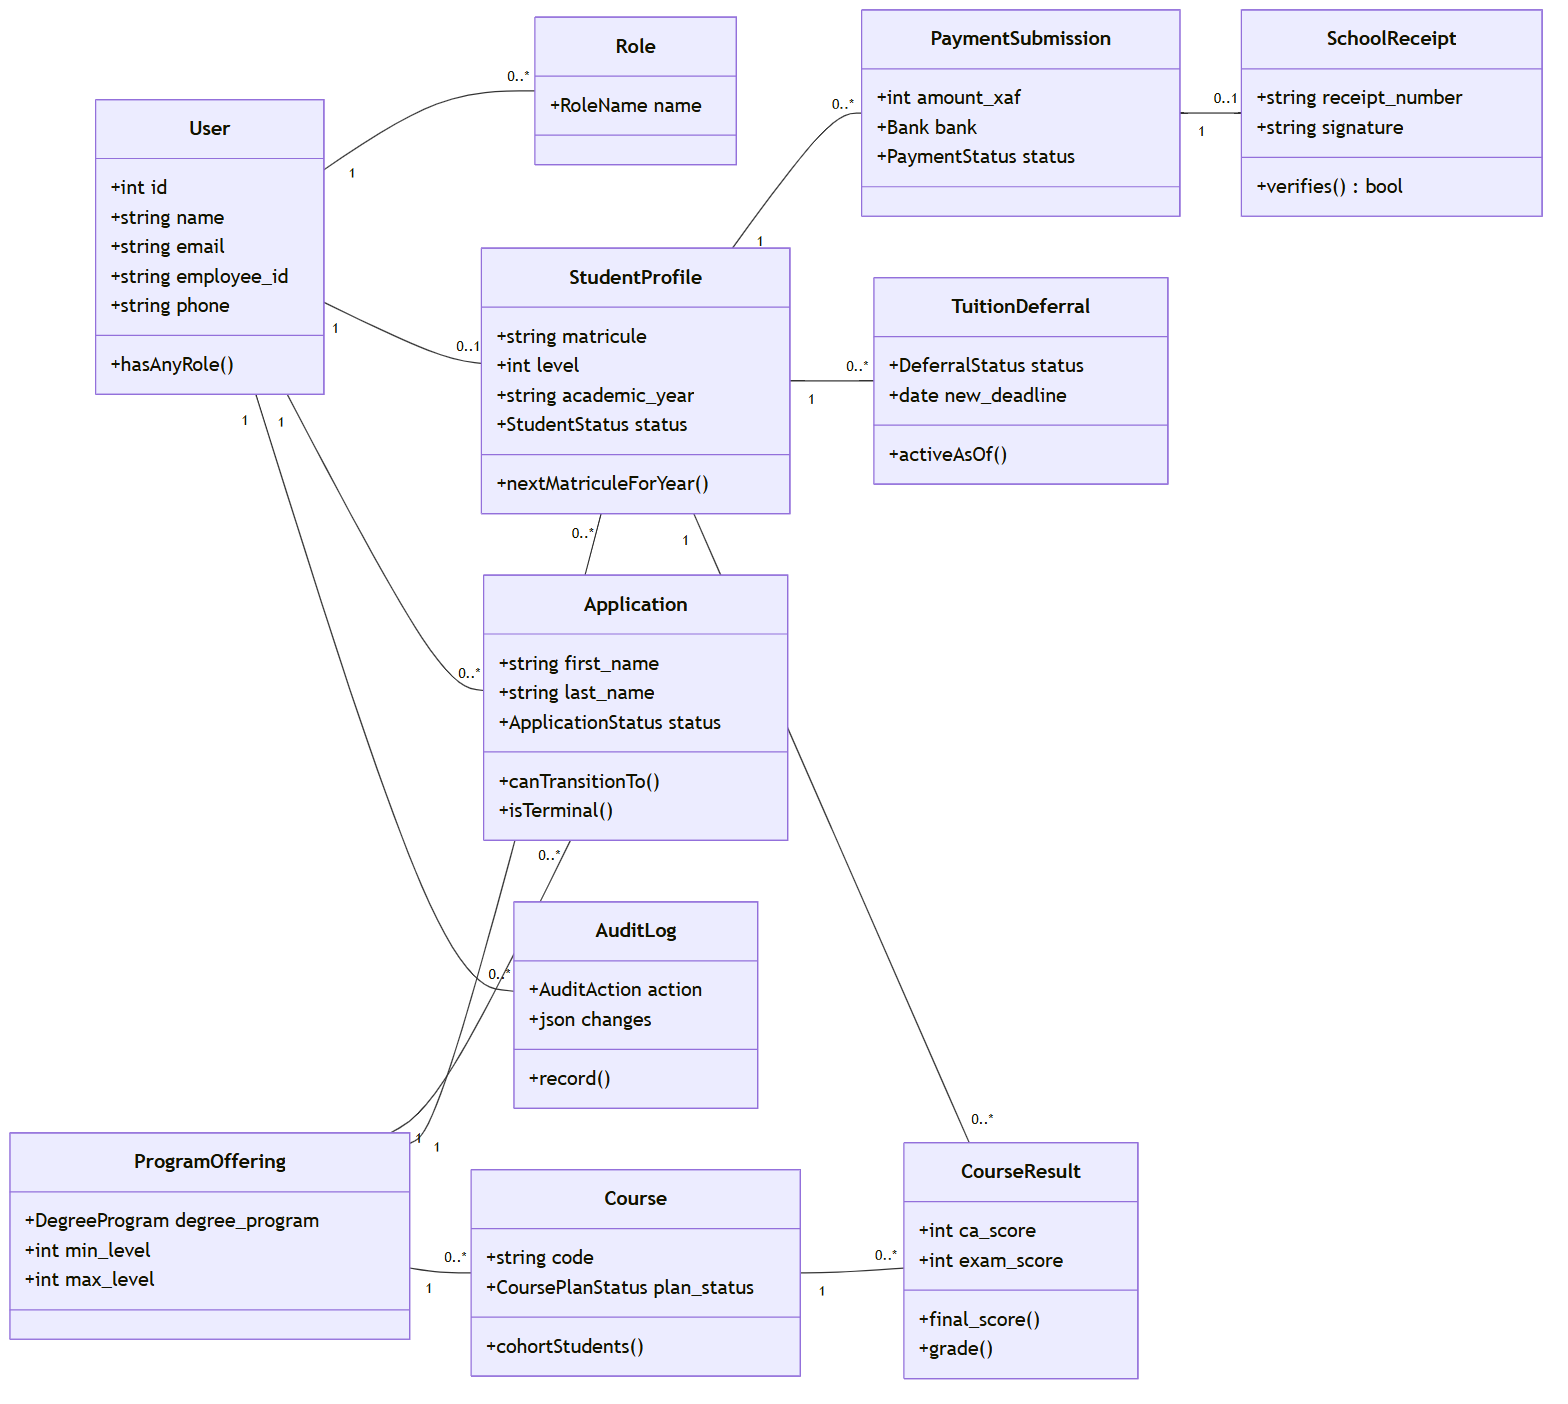 Role
+RoleName name
0..*
1
User
+int id
+string name
+string email
+string employee_id
+string phone
+hasAnyRole()
1
0..1
1
1
PaymentSubmission
+int amount_xaf
+Bank bank
+PaymentStatus status
0..*
1
1
0..1
SchoolReceipt
+string receipt_number
+string signature
+verifies() : bool
StudentProfile
+string matricule
+int level
+string academic_year
+StudentStatus status
+nextMatriculeForYear()
1
0..*
TuitionDeferral
+DeferralStatus status
+date new_deadline
+activeAsOf()
0..*
1
Application
+string first_name
+string last_name
+ApplicationStatus status
+canTransitionTo()
+isTerminal()
0..*
0..*
AuditLog
+AuditAction action
+json changes
+record()
0..*
1
1
ProgramOffering
+DegreeProgram degree_program
+int min_level
+int max_level
1
0..*
Course
+string code
+CoursePlanStatus plan_status
+cohortStudents()
1
0..*
0..*
CourseResult
+int ca_score
+int exam_score
+final_score()
+grade()